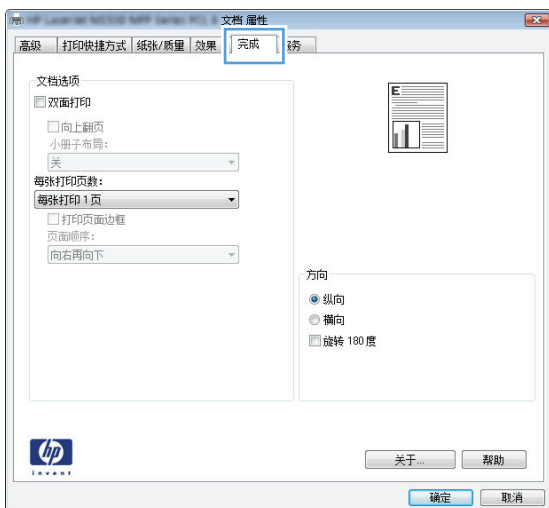 文档 属性
高级 打印快捷方式 纸张/质量 效果 完成 服务
文档选项
双面打印
向上翻页
小册子布局:
关
每张打印页数:
每张打印 1 页
打印页面边框
页面顺序:
向右再向下
E
方向
纵向
横向
旋转 180 度
hp
invent
关于... 帮助
确定 取消